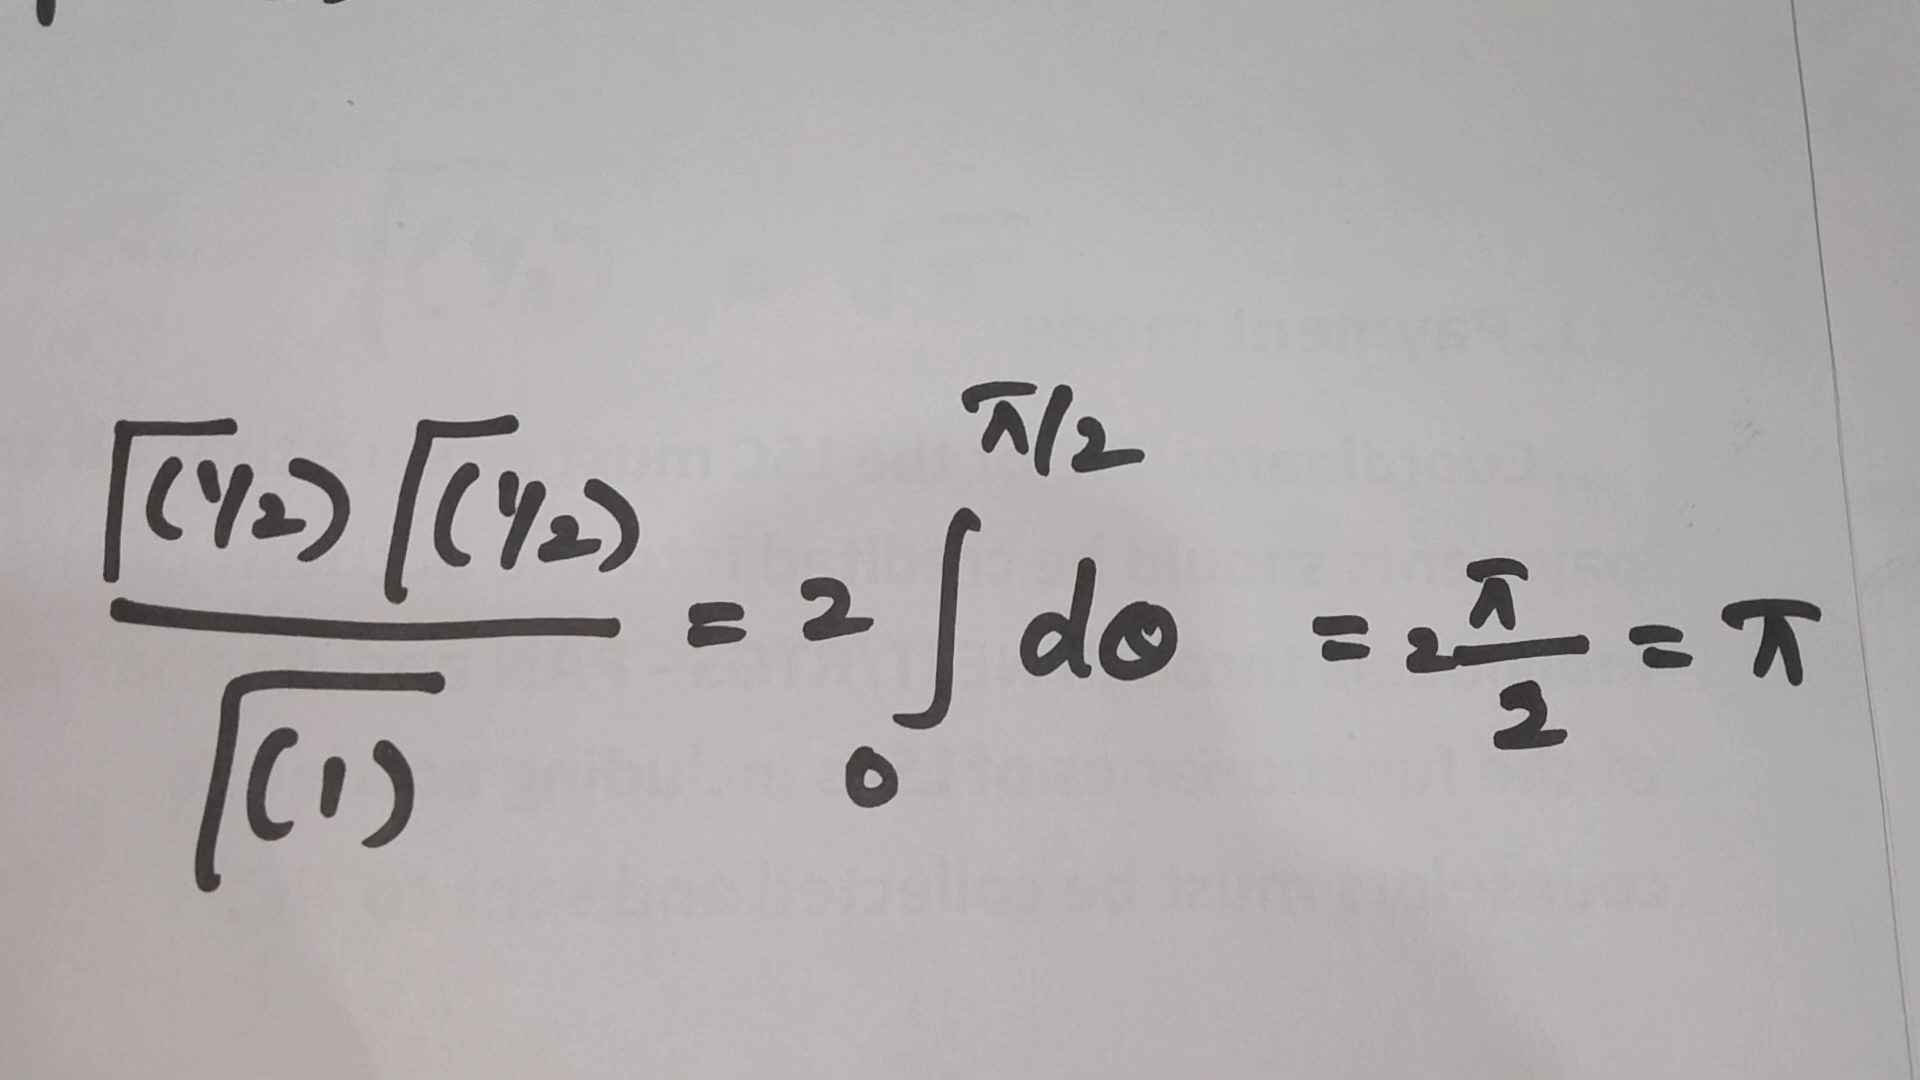 Γ(1/2) Γ(1/2) / Γ(1) = 2 ∫₀^{π/2} dθ = 2 π/2 = π